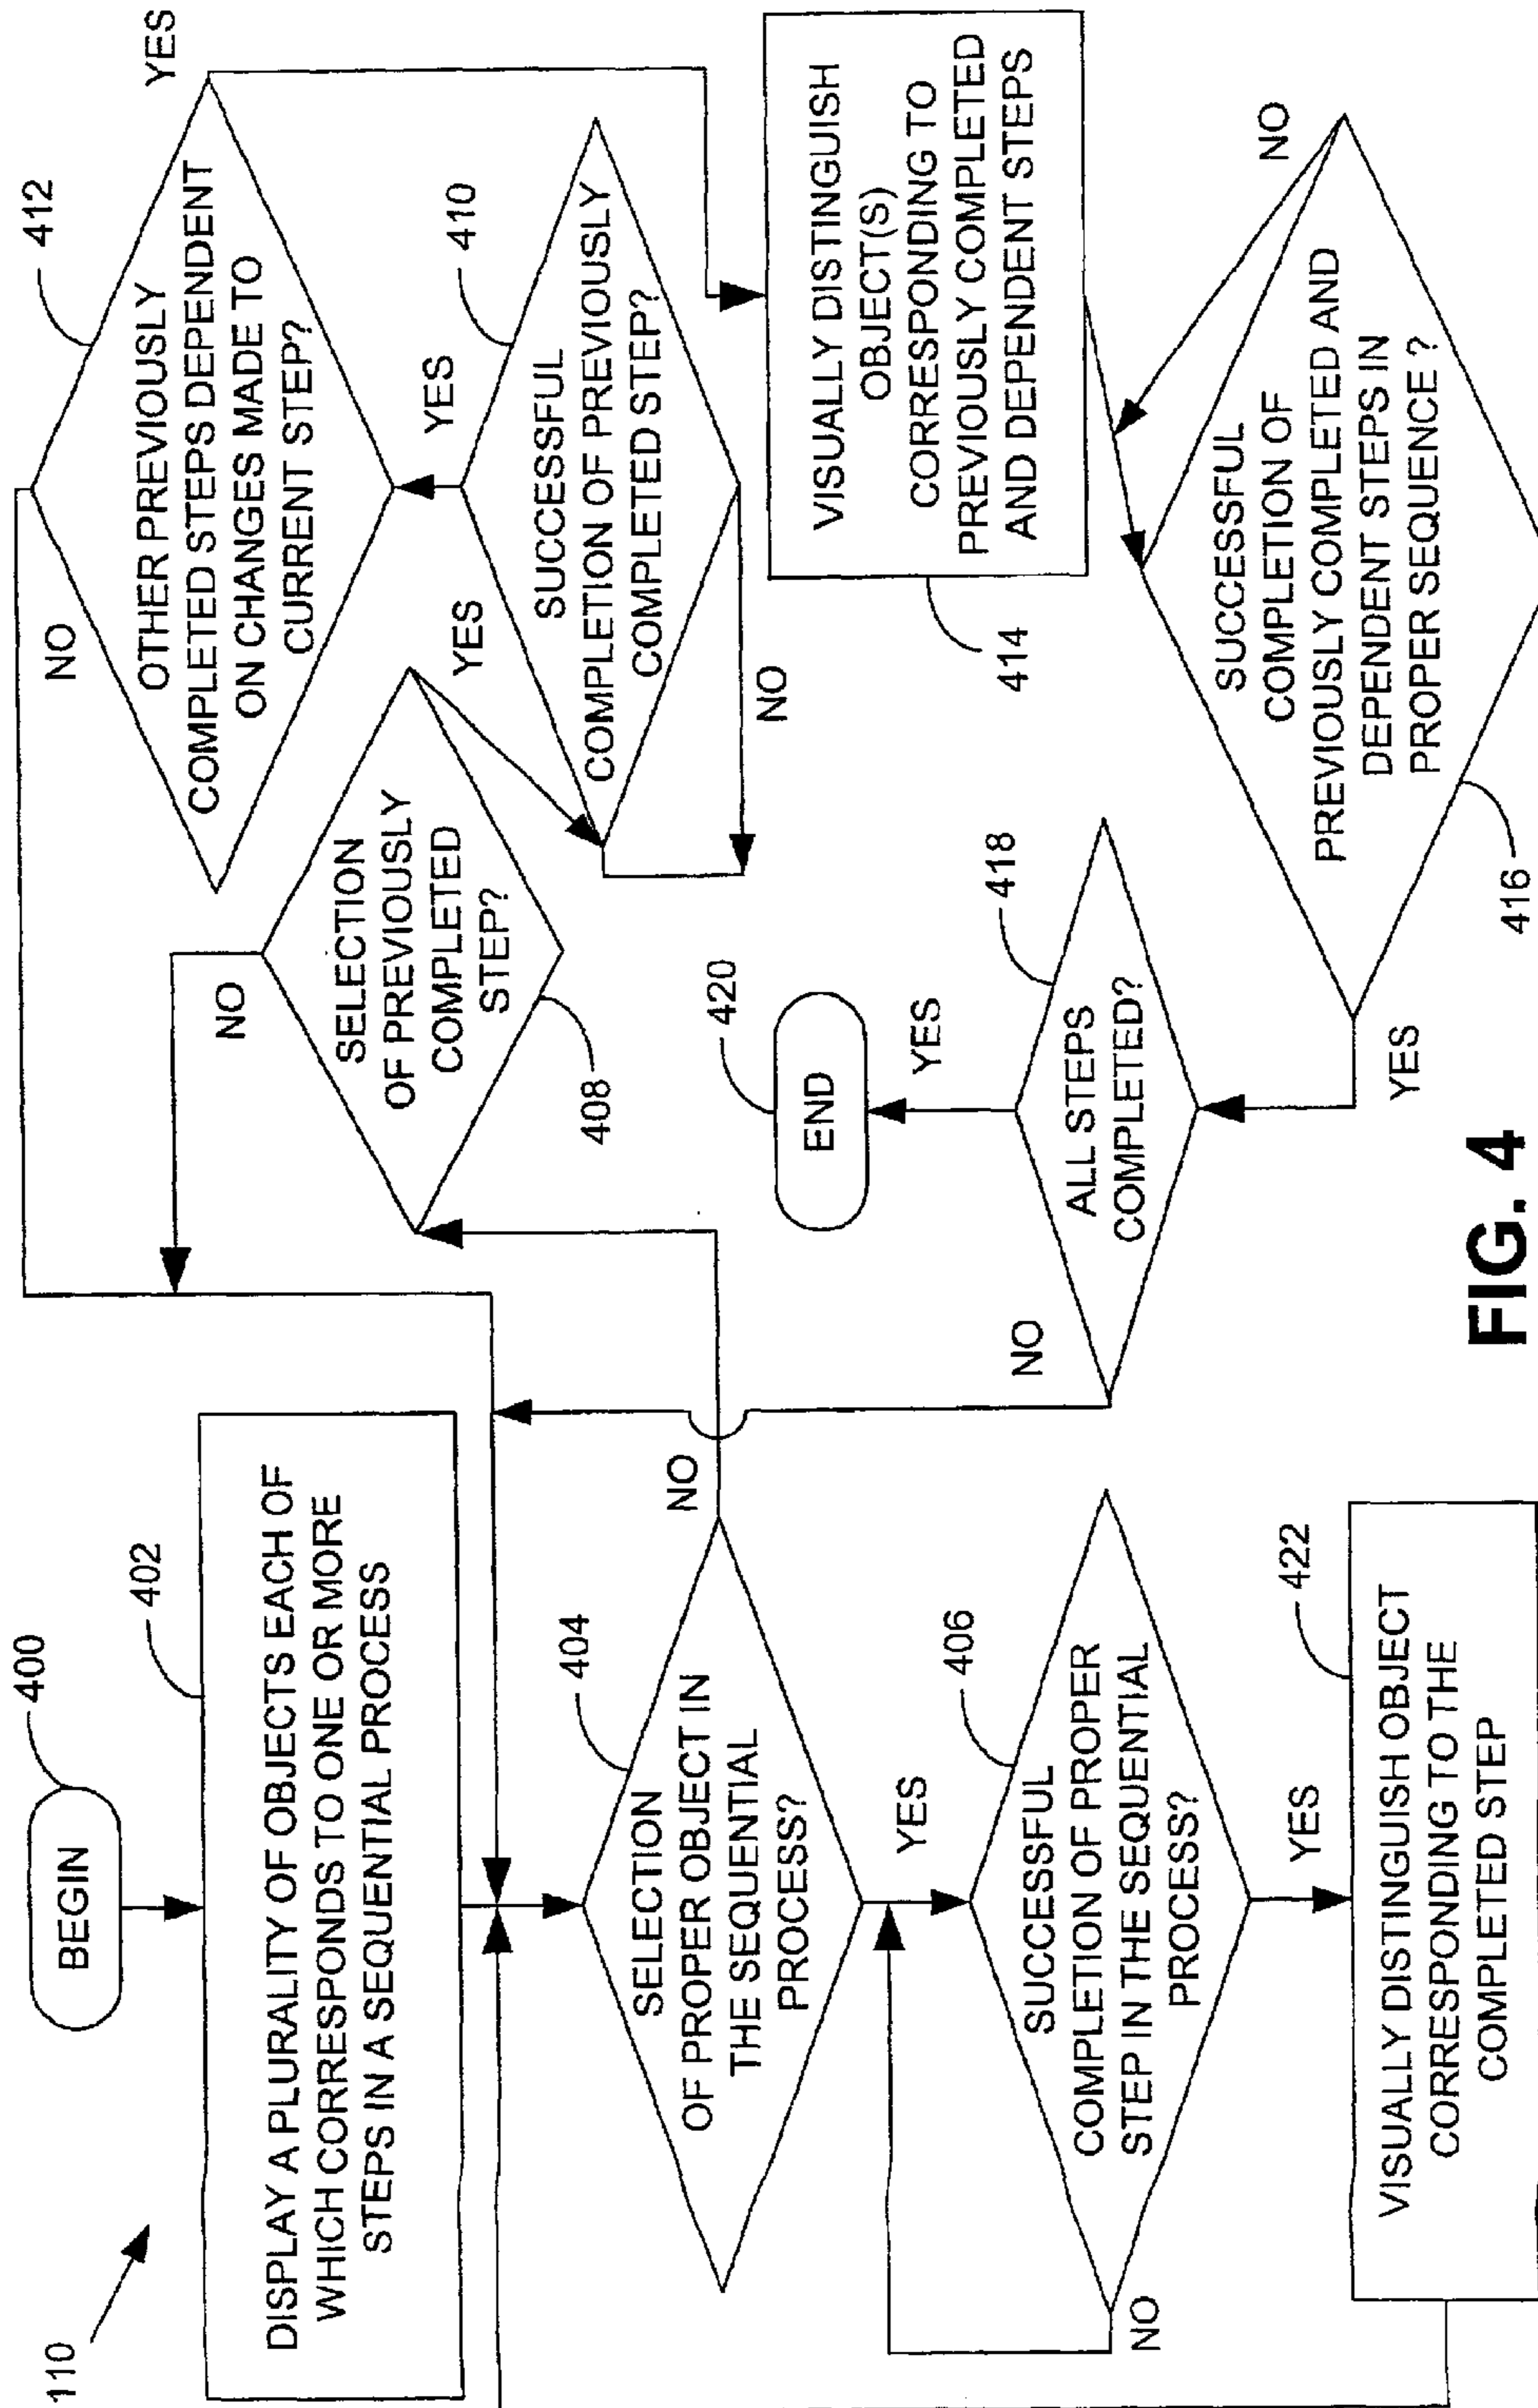 110
400
BEGIN
402
DISPLAY A PLURALITY OF OBJECTS EACH OF
WHICH CORRESPONDS TO ONE OR MORE
STEPS IN A SEQUENTIAL PROCESS
404
SELECTION
OF PROPER OBJECT IN
THE SEQUENTIAL
PROCESS?
NO
YES
406
SUCCESSFUL
COMPLETION OF PROPER
STEP IN THE SEQUENTIAL
PROCESS?
NO
YES
422
VISUALLY DISTINGUISH OBJECT
CORRESPONDING TO THE
COMPLETED STEP
NO
SELECTION
OF PREVIOUSLY
COMPLETED
STEP?
408
YES
412
OTHER PREVIOUSLY
COMPLETED STEPS DEPENDENT
ON CHANGES MADE TO
CURRENT STEP?
NO
YES
YES
410
SUCCESSFUL
COMPLETION OF PREVIOUSLY
COMPLETED STEP?
NO
VISUALLY DISTINGUISH
OBJECT(S)
CORRESPONDING TO
PREVIOUSLY COMPLETED
AND DEPENDENT STEPS
414
SUCCESSFUL
COMPLETION OF
PREVIOUSLY COMPLETED AND
DEPENDENT STEPS IN
PROPER SEQUENCE ?
NO
416
YES
418
ALL STEPS
COMPLETED?
NO
YES
420
END
FIG. 4